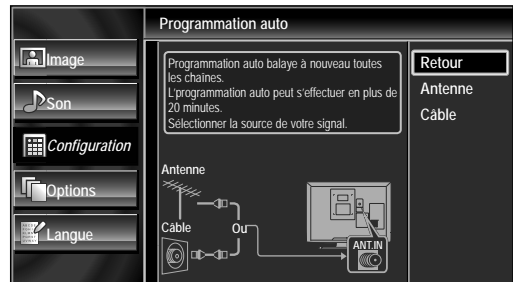 Programmation auto
Image
Son
Configuration
Options
Langue
Programmation auto balaye à nouveau toutes
les chaînes.
L'programmation auto peut s'effectuer en plus de
20 minutes.
Sélectionner la source de votre signal.
Antenne
Câble
Ou
ANT.IN
Retour
Antenne
Câble